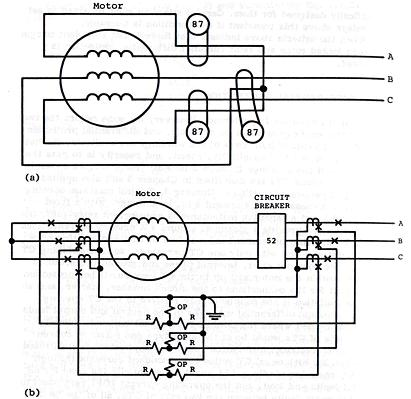 Motor
87
A
B
C
87
87
(a)
Motor
CIRCUIT
BREAKER
52
A
B
C
OP
R
R
OP
R
R
OP
R
R
(b)